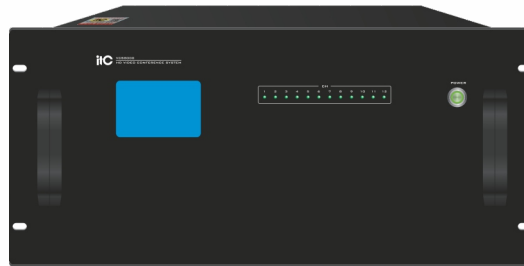 itC
HD VIDEO CONFERENCE SYSTEM
CH
1 2 3 4 5 6 7 8 9 10 11 12
POWER